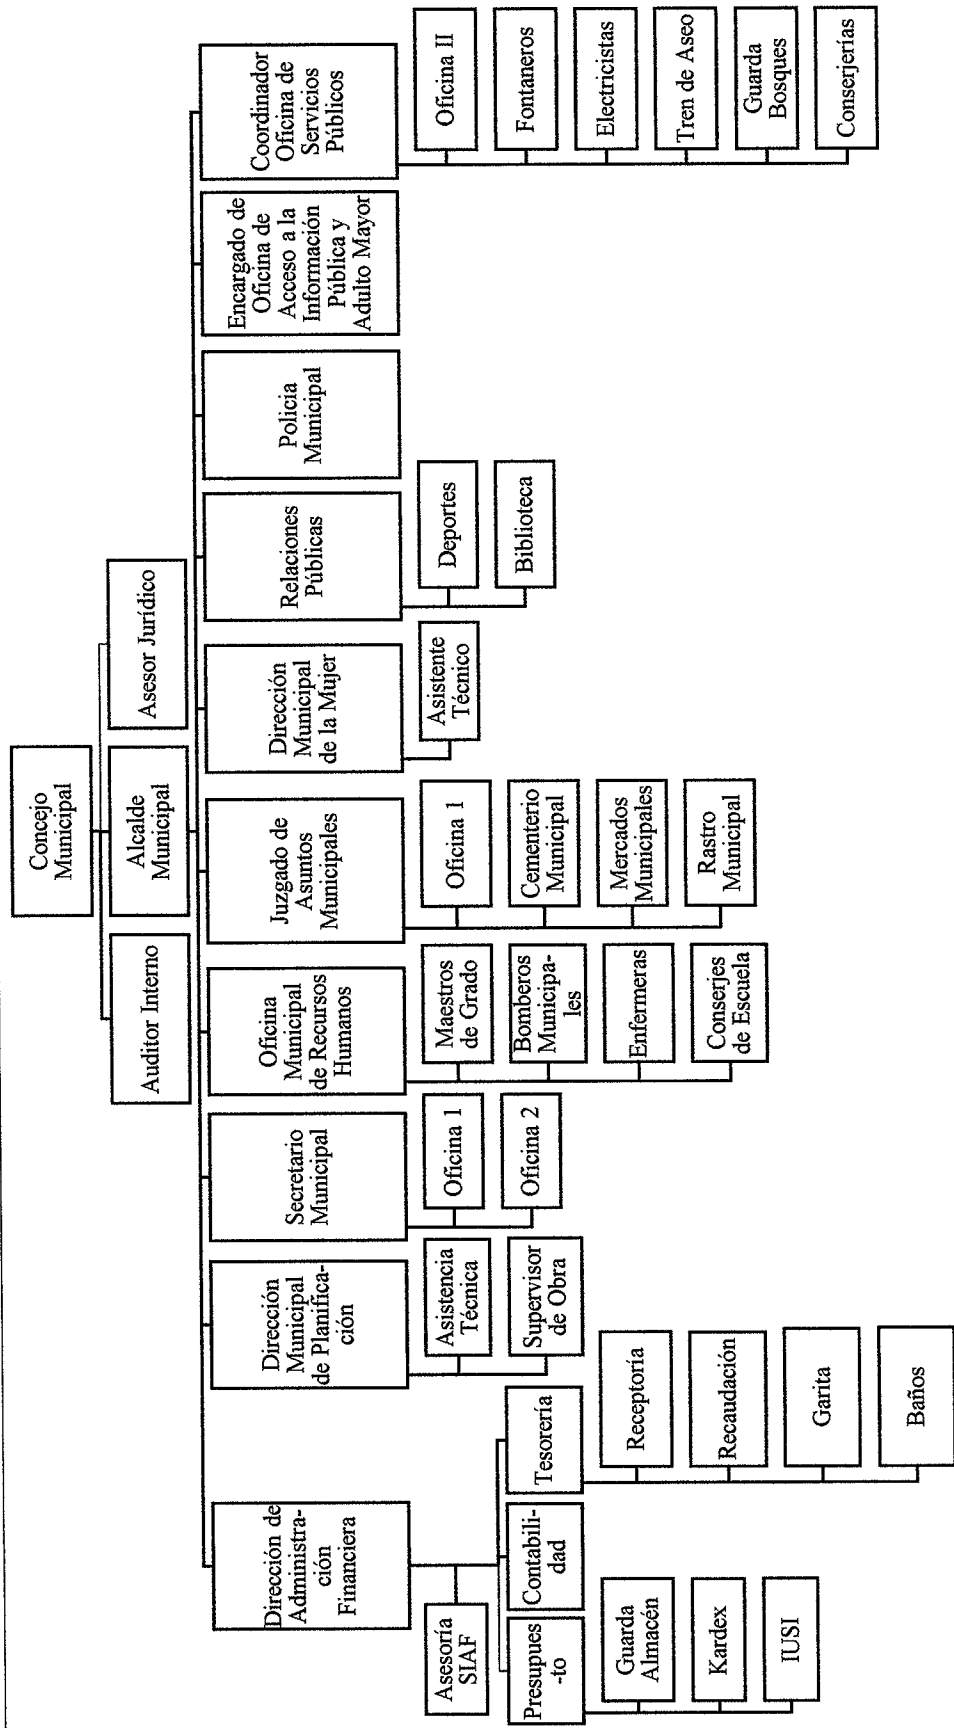 Concejo
Municipal
Auditor Interno
Alcalde
Municipal
Asesor Jurídico
Dirección de
Administra-
ción
Financiera
Asesoría
SIAF
Presupues
-to
Guarda
Almacén
Kardex
IUSI
Contabili-
dad
Tesorería
Receptoría
Recaudación
Garita
Baños
Dirección
Municipal
de Planifica-
ción
Asistencia
Técnica
Supervisor
de Obra
Secretario
Municipal
Oficina 1
Oficina 2
Oficina
Municipal
de Recursos
Humanos
Maestros
de Grado
Bomberos
Municipa-
les
Enfermeras
Conserjes
de Escuela
Juzgado de
Asuntos
Municipales
Oficina 1
Cementerio
Municipal
Mercados
Municipales
Rastro
Municipal
Dirección
Municipal
de la Mujer
Asistente
Técnico
Relaciones
Públicas
Deportes
Biblioteca
Policia
Municipal
Encargado de
Oficina de
Acceso a la
Información
Pública y
Adulto Mayor
Coordinador
Oficina de
Servicios
Públicos
Oficina II
Fontaneros
Electricistas
Tren de Aseo
Guarda
Bosques
Conserjerías